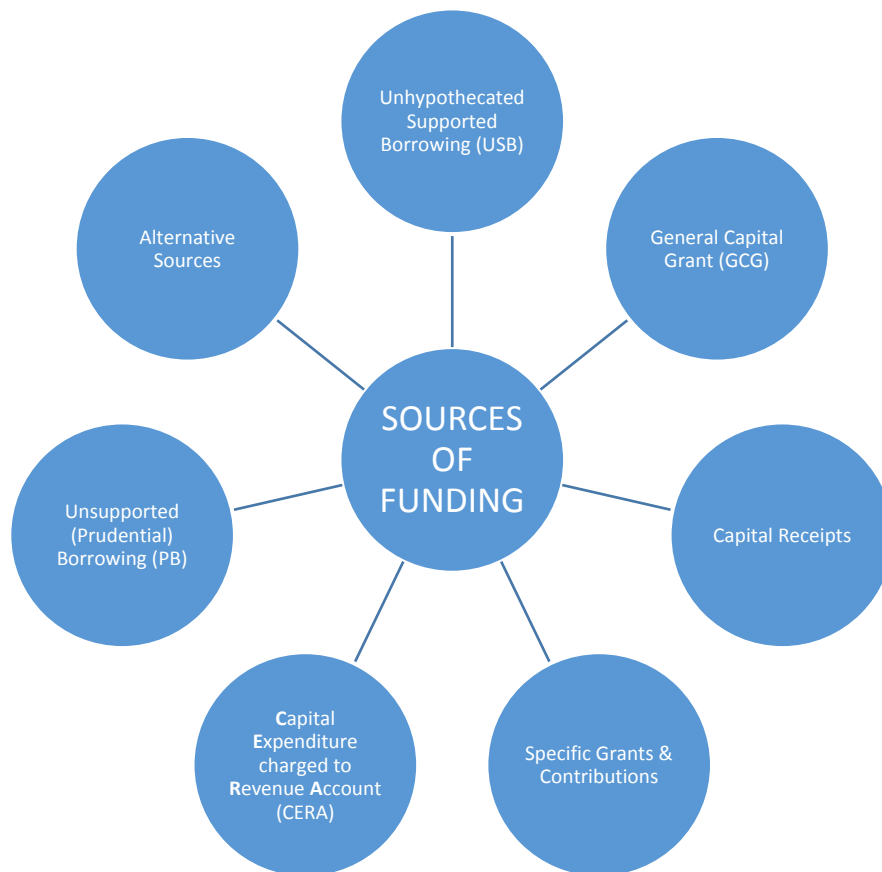 Unhypothecated
Supported
Borrowing (USB)
General Capital
Grant (GCG)
Capital Receipts
Specific Grants &
Contributions
Capital
Expenditure
charged to
Revenue Account
(CERA)
Unsupported
(Prudential)
Borrowing (PB)
Alternative
Sources
SOURCES
OF
FUNDING